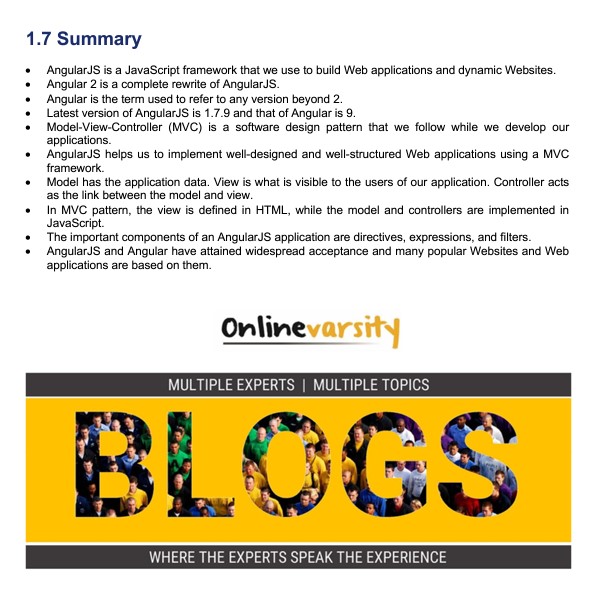 1.7 Summary
• AngularJS is a JavaScript framework that we use to build Web applications and dynamic Websites.
• Angular 2 is a complete rewrite of AngularJS.
• Angular is the term used to refer to any version beyond 2.
• Latest version of AngularJS is 1.7.9 and that of Angular is 9.
• Model-View-Controller (MVC) is a software design pattern that we follow while we develop our
applications.
• AngularJS helps us to implement well-designed and well-structured Web applications using a MVC
framework.
• Model has the application data. View is what is visible to the users of our application. Controller acts
as the link between the model and view.
• In MVC pattern, the view is defined in HTML, while the model and controllers are implemented in
JavaScript.
• The important components of an AngularJS application are directives, expressions, and filters.
• AngularJS and Angular have attained widespread acceptance and many popular Websites and Web
applications are based on them.
Onlinevarsity
MULTIPLE EXPERTS | MULTIPLE TOPICS
BLOGS
WHERE THE EXPERTS SPEAK THE EXPERIENCE